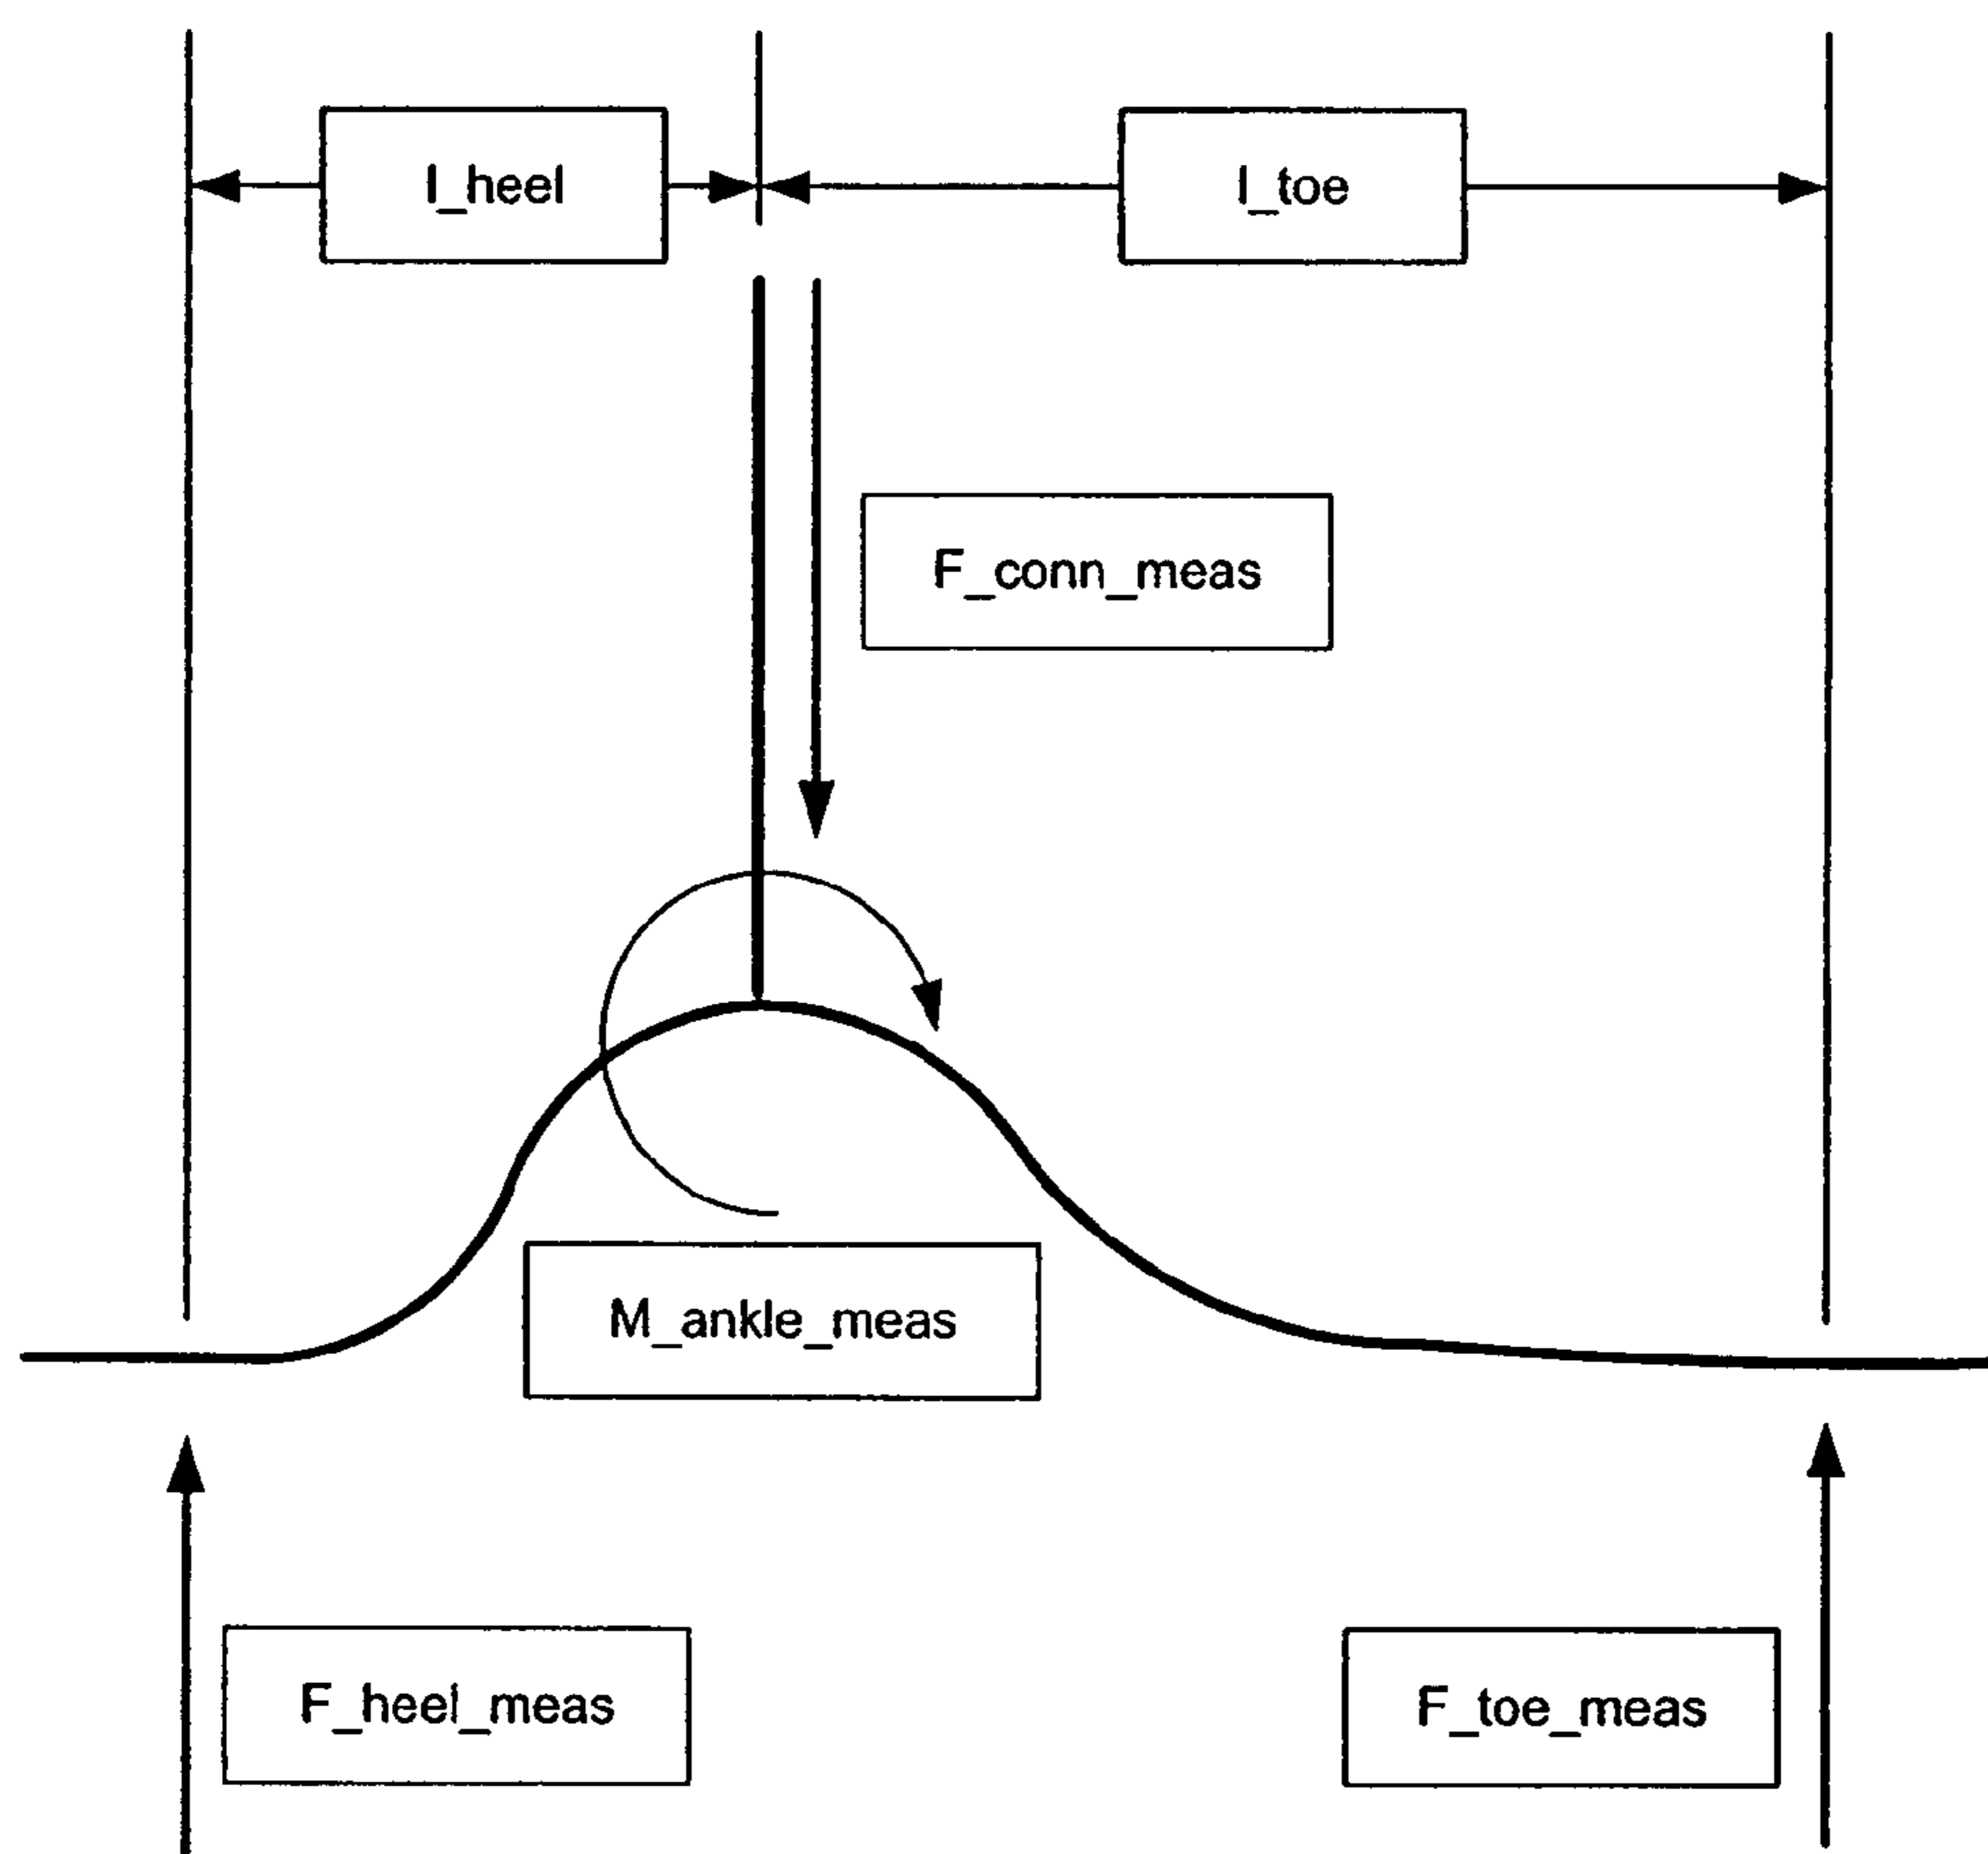 l_heel
l_toe
F_conn_meas
M_ankle_meas
F_heel_meas
F_toe_meas